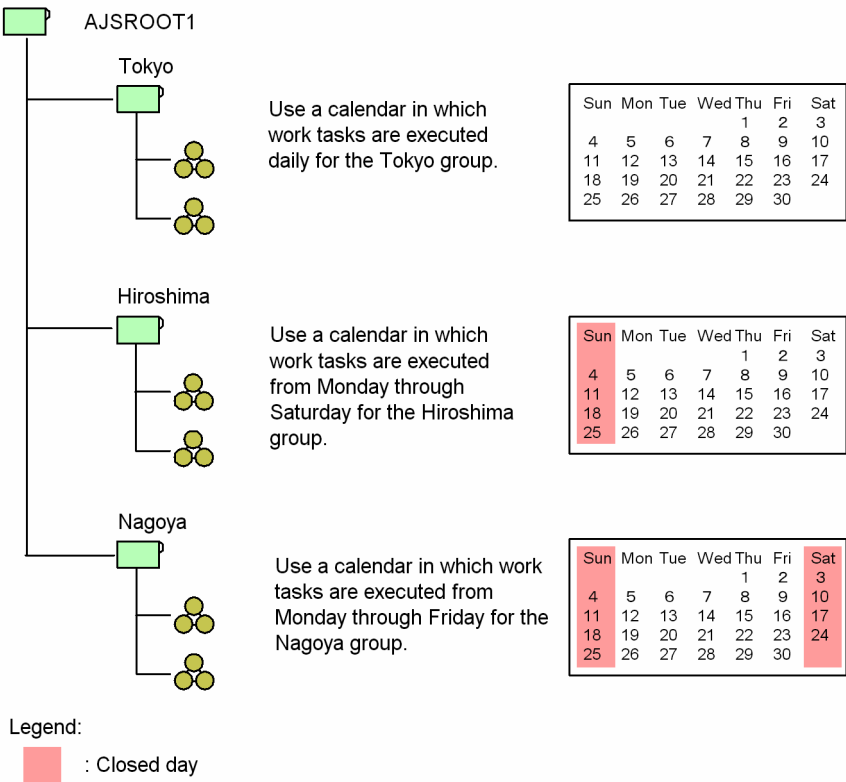 AJSROOT1
Tokyo
Use a calendar in which
work tasks are executed
daily for the Tokyo group.
Sun Mon Tue Wed Thu Fri Sat
1 2 3
4 5 6 7 8 9 10
11 12 13 14 15 16 17
18 19 20 21 22 23 24
25 26 27 28 29 30
Hiroshima
Use a calendar in which
work tasks are executed
from Monday through
Saturday for the Hiroshima
group.
Sun Mon Tue Wed Thu Fri Sat
1 2 3
4 5 6 7 8 9 10
11 12 13 14 15 16 17
18 19 20 21 22 23 24
25 26 27 28 29 30
Nagoya
Use a calendar in which work
tasks are executed from
Monday through Friday for the
Nagoya group.
Sun Mon Tue Wed Thu Fri Sat
1 2 3
4 5 6 7 8 9 10
11 12 13 14 15 16 17
18 19 20 21 22 23 24
25 26 27 28 29 30
Legend:
: Closed day